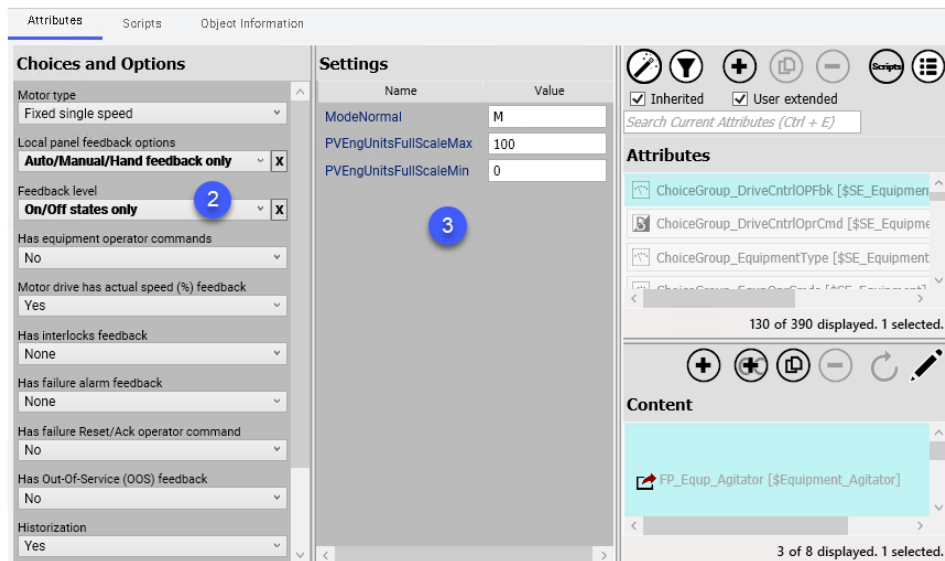 Attributes
Scripts
Object Information
Choices and Options
Motor type
Fixed single speed
Local panel feedback options
Auto/Manual/Hand feedback only
X
Feedback level
On/Off states only
X
2
Has equipment operator commands
No
Motor drive has actual speed (%) feedback
Yes
Has interlocks feedback
None
Has failure alarm feedback
None
Has failure Reset/Ack operator command
No
Has Out-Of-Service (OOS) feedback
No
Historization
Yes
Settings
Name Value
ModeNormal M
PVEngUnitsFullScaleMax 100
PVEngUnitsFullScaleMin 0
3
Scripts
Inherited User extended
Search Current Attributes (Ctrl + E)
Attributes
ChoiceGroup_DriveCntrlOPFbk [$SE_Equipmen
ChoiceGroup_DriveCntrlOprCmd [$SE_Equipme
ChoiceGroup_EquipmentType [$SE_Equipment
130 of 390 displayed. 1 selected.
Content
FP_Equp_Agitator [$Equipment_Agitator]
3 of 8 displayed. 1 selected.